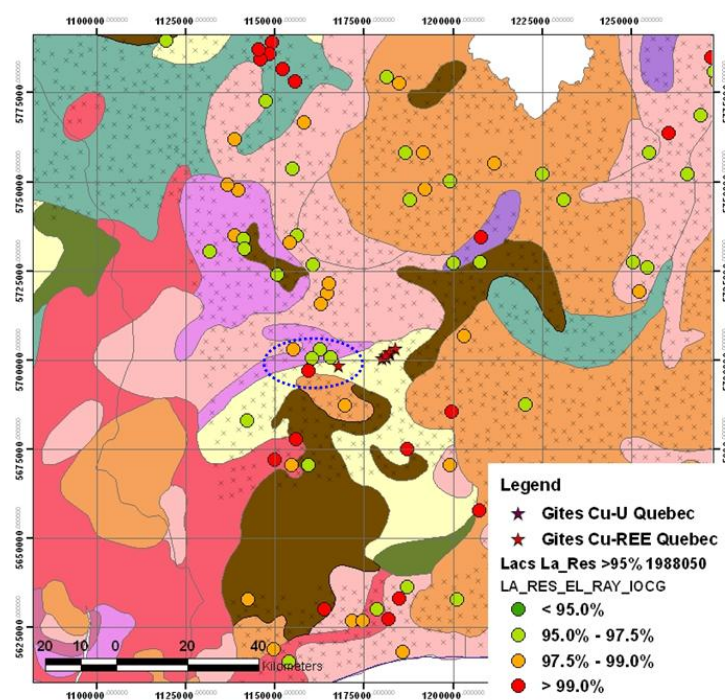 1100000 1125000 1150000 1175000 1200000 1225000 1250000
5775000
5750000
5725000
5700000
5675000
5650000
5625000
Legend
Gites Cu-U Quebec
Gites Cu-REE Quebec
Lacs La_Res >95% 1988050
LA_RES_EL_RAY_IOCG
< 95.0%
95.0% - 97.5%
97.5% - 99.0%
> 99.0%
20 10 0 20 40
Kilometers
1100000 1125000 1150000 1175000 1200000 1225000 1250000